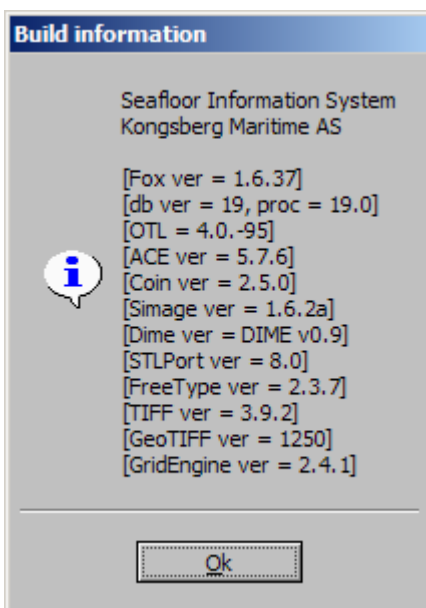 Build information
Seafloor Information System
Kongsberg Maritime AS
[Fox ver = 1.6.37]
[db ver = 19, proc = 19.0]
[OTL = 4.0.-95]
[ACE ver = 5.7.6]
[Coin ver = 2.5.0]
[Simage ver = 1.6.2a]
[Dime ver = DIME v0.9]
[STLPort ver = 8.0]
[FreeType ver = 2.3.7]
[TIFF ver = 3.9.2]
[GeoTIFF ver = 1250]
[GridEngine ver = 2.4.1]
Ok